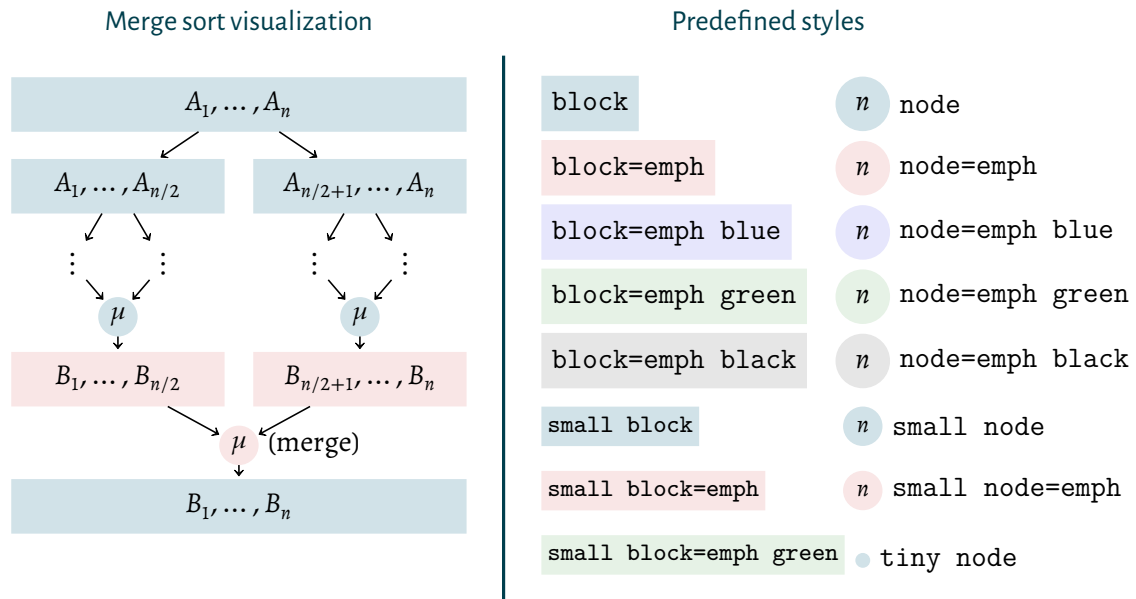 Merge sort visualization
A₁, … , Aₙ
A₁, … , Aₙ/₂ Aₙ/₂₊₁, … , Aₙ
⋮ ⋮ ⋮ ⋮
μ μ
B₁, … , Bₙ/₂ Bₙ/₂₊₁, … , Bₙ
μ (merge)
B₁, … , Bₙ
Predefined styles
block n node
block=emph n node=emph
block=emph blue n node=emph blue
block=emph green n node=emph green
block=emph black n node=emph black
small block n small node
small block=emph n small node=emph
small block=emph green tiny node